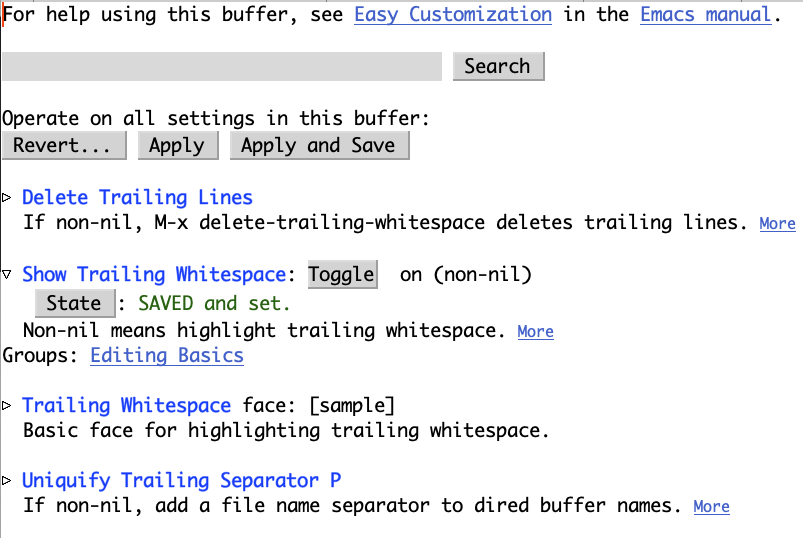 For help using this buffer, see Easy Customization in the Emacs manual.
Search
Operate on all settings in this buffer:
Revert... Apply Apply and Save
Delete Trailing Lines
If non-nil, M-x delete-trailing-whitespace deletes trailing lines. More
Show Trailing Whitespace: Toggle on (non-nil)
State : SAVED and set.
Non-nil means highlight trailing whitespace. More
Groups: Editing Basics
Trailing Whitespace face: [sample]
Basic face for highlighting trailing whitespace.
Uniquify Trailing Separator P
If non-nil, add a file name separator to dired buffer names. More